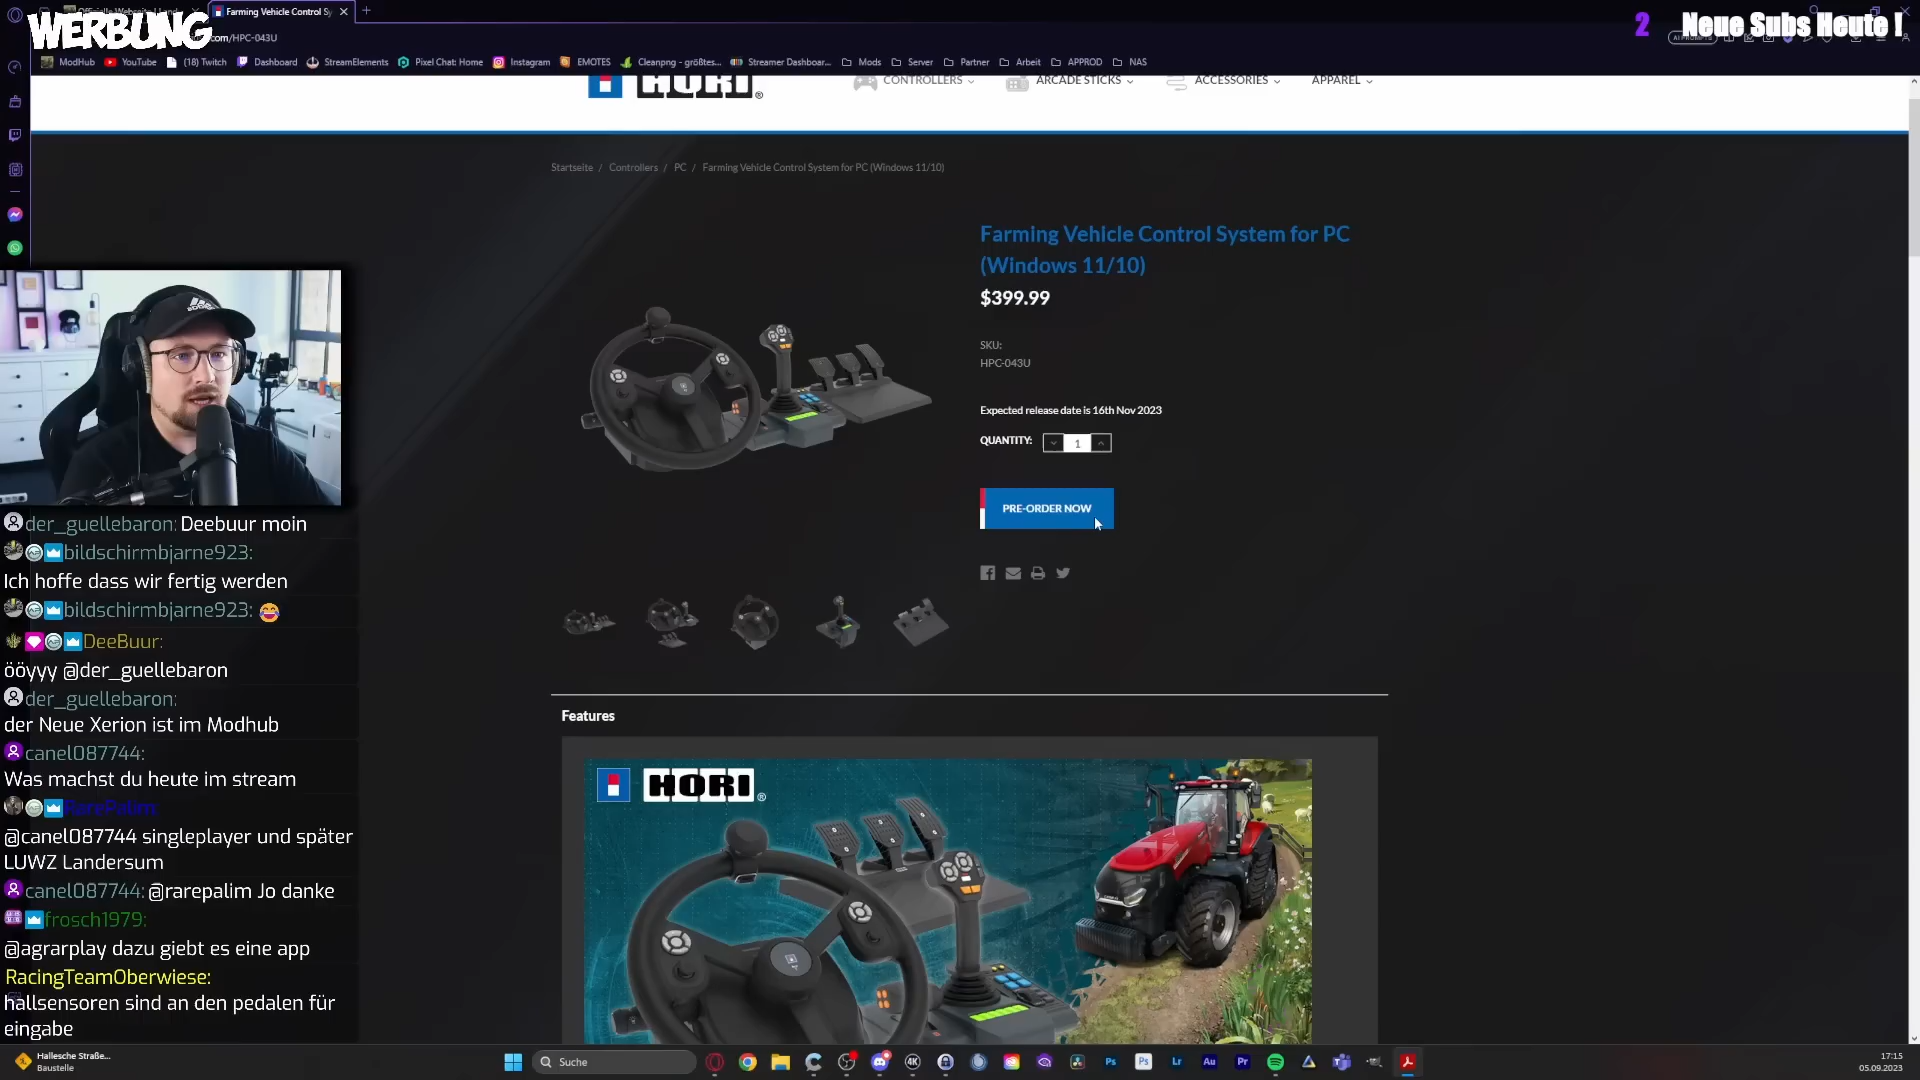 WERBUNG
Farming Vehicle Control Sy
2 Neue Subs Heute !
.com/HPC-043U
ModHub
YouTube
(18) Twitch
Dashboard
StreamElements
Pixel Chat: Home
Instagram
EMOTES
Cleanpng - größtes...
Streamer Dashboar...
Mods
Server
Partner
Arbeit
APPROD
NAS
HORI
CONTROLLERS
ARCADE STICKS
ACCESSORIES
APPAREL
Startseite / Controllers / PC / Farming Vehicle Control System for PC (Windows 11/10)
Farming Vehicle Control System for PC
(Windows 11/10)
$399.99
SKU:
HPC-043U
Expected release date is 16th Nov 2023
QUANTITY: 1
PRE-ORDER NOW
Features
HORI
der_guellebaron: Deebuur moin
bildschirmbjarne923:
Ich hoffe dass wir fertig werden
bildschirmbjarne923: 😂
DeeBuur:
ööyyy @der_guellebaron
der_guellebaron:
der Neue Xerion ist im Modhub
canel087744:
Was machst du heute im stream
RarePalim:
@canel087744 singleplayer und später
LUWZ Landersum
canel087744: @rarepalim Jo danke
frosch1979:
@agrarplay dazu giebt es eine app
RacingTeamOberwiese:
hallsensoren sind an den pedalen für
eingabe
Hallesche Straße...
Baustelle
Suche
17:15
05.09.2023